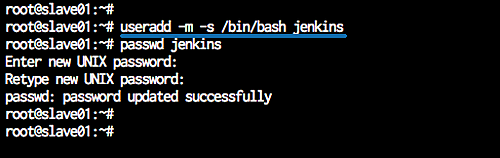 root@slave01:~#
root@slave01:~# useradd -m -s /bin/bash jenkins
root@slave01:~# passwd jenkins
Enter new UNIX password:
Retype new UNIX password:
passwd: password updated successfully
root@slave01:~#
root@slave01:~#